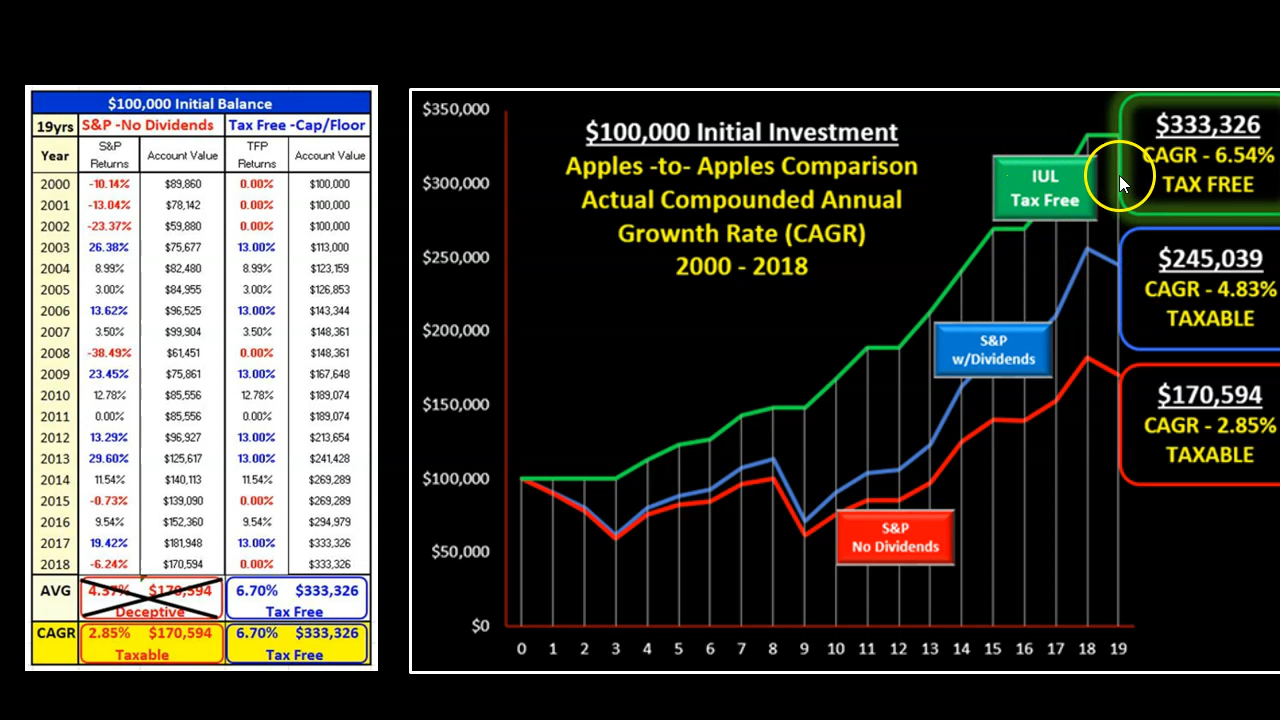 $100,000 Initial Balance
19yrs S&P -No Dividends Tax Free -Cap/Floor
Year S&P Returns Account Value TFP Returns Account Value
2000 -10.14% $89,860 0.00% $100,000
2001 -13.04% $78,142 0.00% $100,000
2002 -23.37% $59,880 0.00% $100,000
2003 26.38% $75,677 13.00% $113,000
2004 8.99% $82,480 8.99% $123,159
2005 3.00% $84,955 3.00% $126,853
2006 13.62% $96,525 13.00% $143,344
2007 3.50% $99,904 3.50% $148,361
2008 -38.49% $61,451 0.00% $148,361
2009 23.45% $75,861 13.00% $167,648
2010 12.78% $85,556 12.78% $189,074
2011 0.00% $85,556 0.00% $189,074
2012 13.29% $96,927 13.00% $213,654
2013 29.60% $125,617 13.00% $241,428
2014 11.54% $140,113 11.54% $269,289
2015 -0.73% $139,090 0.00% $269,289
2016 9.54% $152,360 9.54% $294,979
2017 19.42% $181,948 13.00% $333,326
2018 -6.24% $170,594 0.00% $333,326
AVG 4.37% $170,594 6.70% $333,326
Deceptive Tax Free
CAGR 2.85% $170,594 6.70% $333,326
Taxable Tax Free
$350,000
$300,000
$250,000
$200,000
$150,000
$100,000
$50,000
$0
$100,000 Initial Investment
Apples -to- Apples Comparison
Actual Compounded Annual
Grownth Rate (CAGR)
2000 - 2018
IUL
Tax Free
S&P
w/Dividends
S&P
No Dividends
$333,326
CAGR - 6.54%
TAX FREE
$245,039
CAGR - 4.83%
TAXABLE
$170,594
CAGR - 2.85%
TAXABLE
0 1 2 3 4 5 6 7 8 9 10 11 12 13 14 15 16 17 18 19